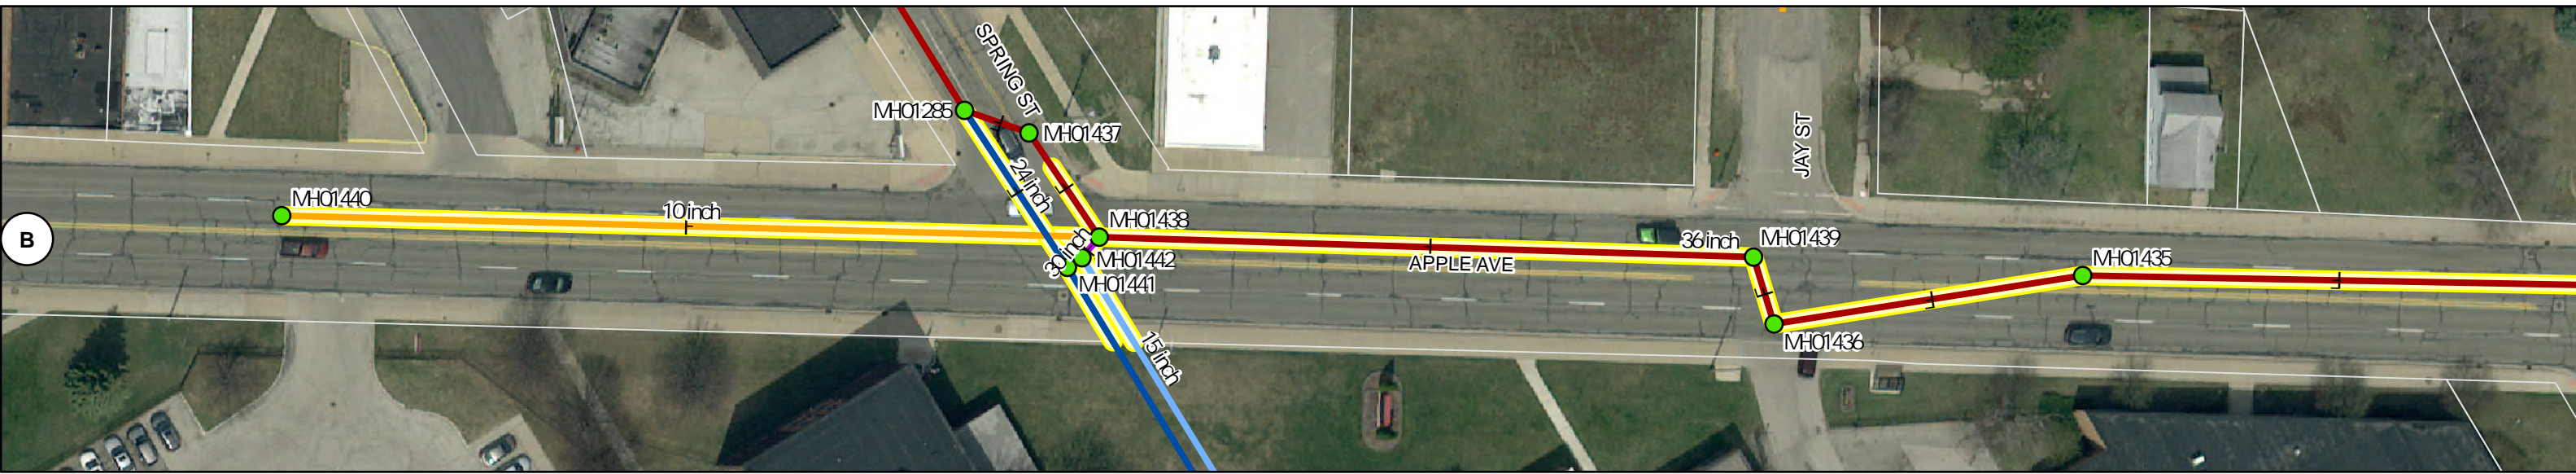 SPRING ST
MH01285
MH01437
JAY ST
24 inch
MH01440
10 inch
MH01438
36 inch
MH01439
B
30 inch
MH01442
APPLE AVE
MH01435
MH01441
15 inch
MH01436